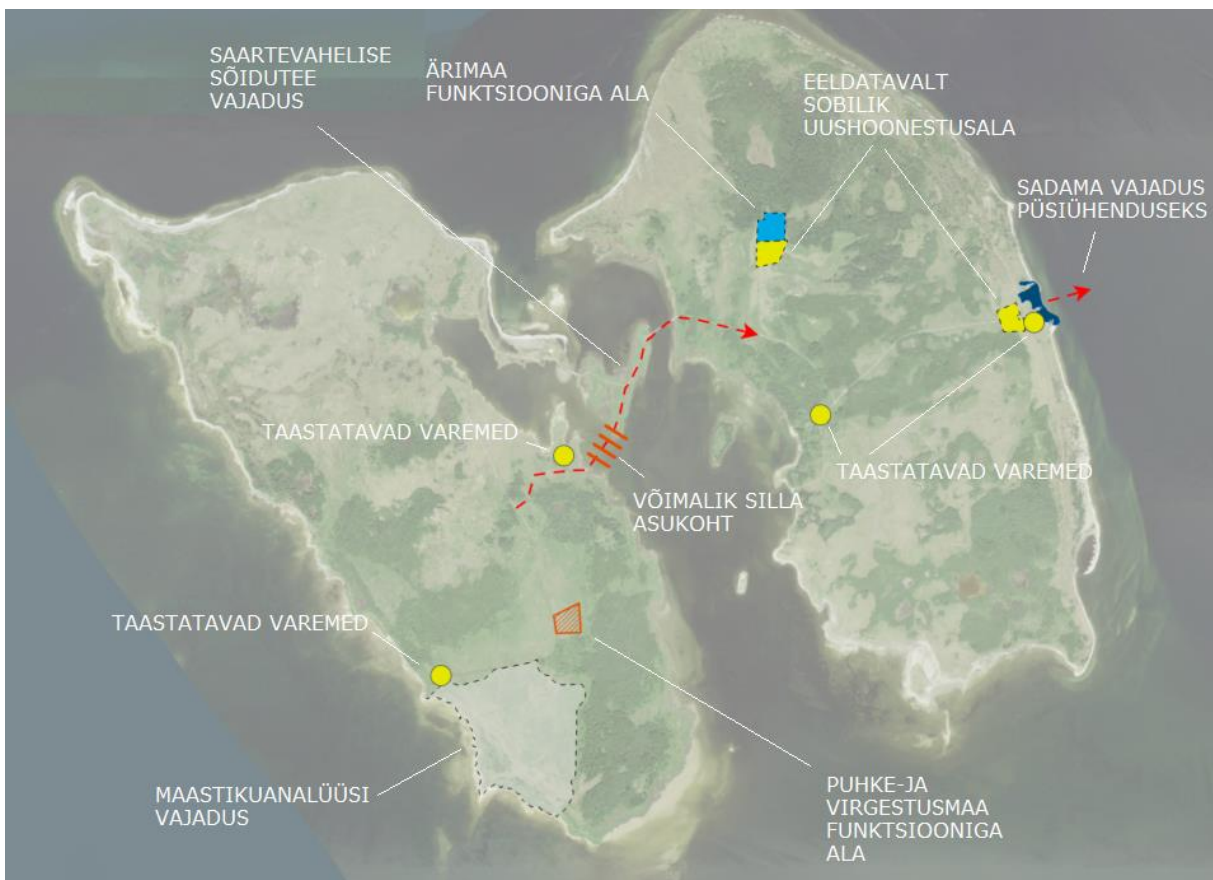 SAARTEVAHELISE
SÕIDUTEE
VAJADUS
ÄRIMAA
FUNKTSIOONIGA ALA
EELDATAVALT
SOBILIK
UUSHOONESTUSALA
SADAMA VAJADUS
PÜSIÜHENDUSEKS
TAASTATAVAD VAREMED
TAASTATAVAD VAREMED
VÕIMALIK SILLA
ASUKOHT
TAASTATAVAD VAREMED
MAASTIKUANALÜÜSI
VAJADUS
PUHKE-JA
VIRGESTUSMAA
FUNKTSIOONIGA
ALA